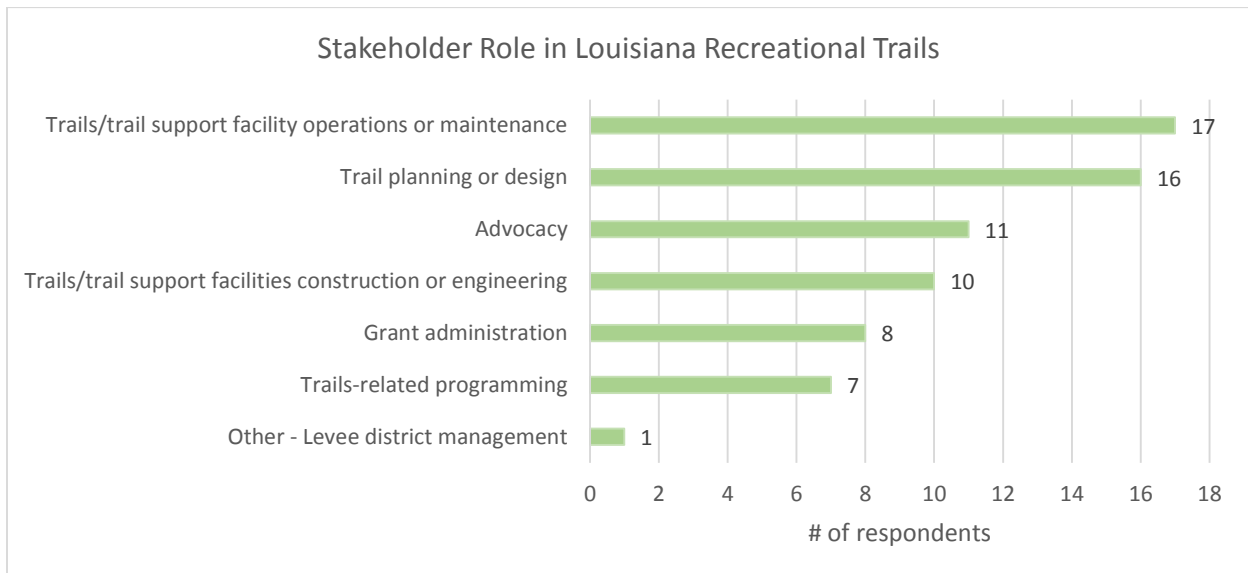 Stakeholder Role in Louisiana Recreational Trails
Trails/trail support facility operations or maintenance 17
Trail planning or design 16
Advocacy 11
Trails/trail support facilities construction or engineering 10
Grant administration 8
Trails-related programming 7
Other - Levee district management 1
0 2 4 6 8 10 12 14 16 18
# of respondents